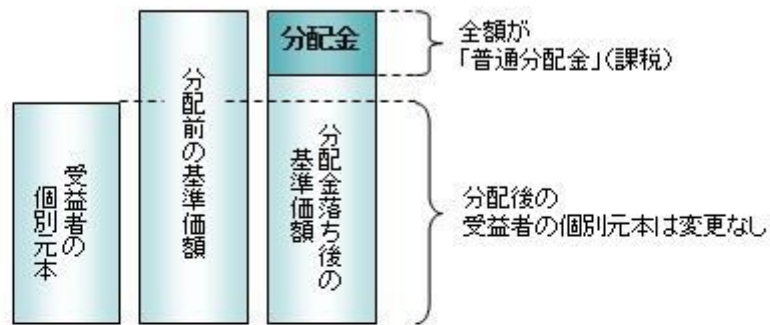 受益者の
個別元本
分配前の基準価額
分配金
分配金落ち後の
基準価額
全額が
「普通分配金」(課税)
分配後の
受益者の個別元本は変更なし